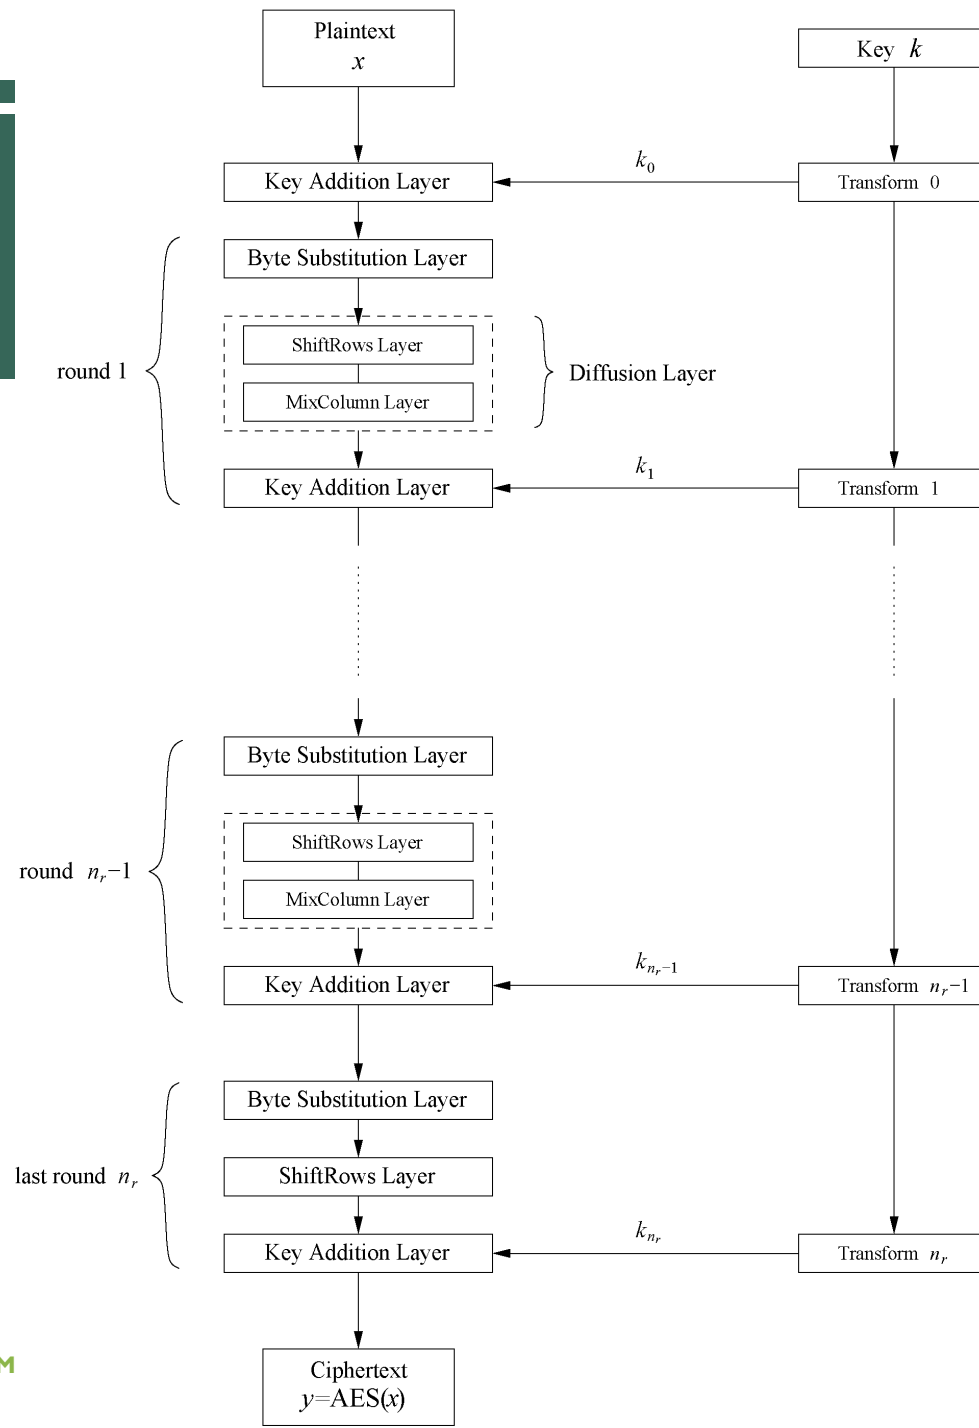 Plaintext
x
Key k
k₀
Key Addition Layer
Transform 0
Byte Substitution Layer
ShiftRows Layer
round 1
Diffusion Layer
MixColumn Layer
k₁
Key Addition Layer
Transform 1
Byte Substitution Layer
ShiftRows Layer
round nᵣ−1
MixColumn Layer
kₙᵣ₋₁
Key Addition Layer
Transform nᵣ−1
Byte Substitution Layer
last round nᵣ
ShiftRows Layer
kₙᵣ
Key Addition Layer
Transform nᵣ
Ciphertext
y=AES(x)
M